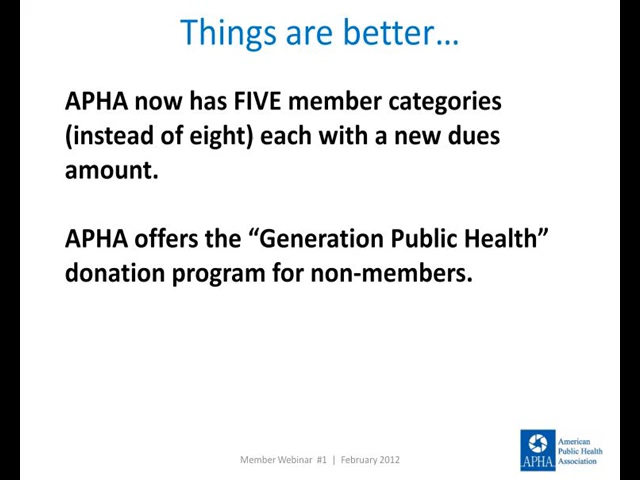 Things are better…
APHA now has FIVE member categories
(instead of eight) each with a new dues
amount.
APHA offers the “Generation Public Health”
donation program for non-members.
Member Webinar #1 | February 2012
APHA
American
Public Health
Association